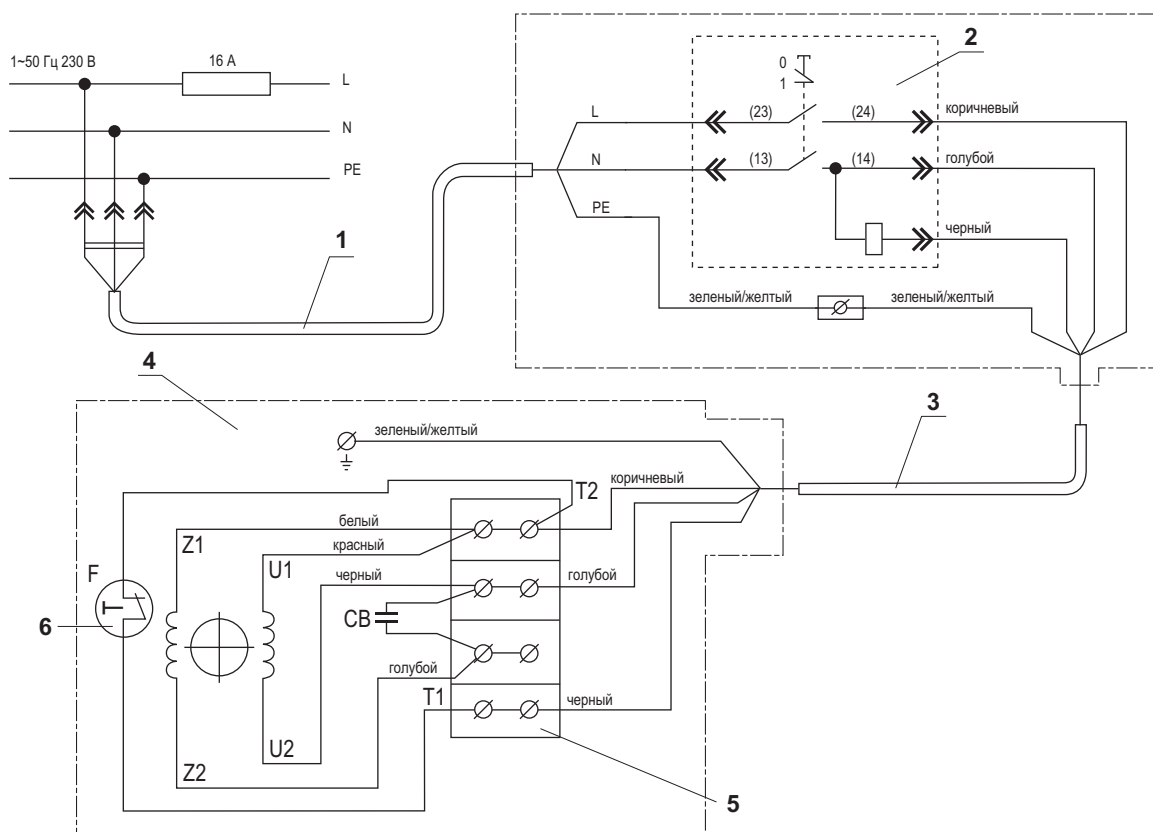 1~50 Гц 230 В
16 А
L
N
PE
1
2
0
1
L
(23)
(24)
коричневый
N
(13)
(14)
голубой
PE
черный
зеленый/желтый
зеленый/желтый
3
4
зеленый/желтый
коричневый
T2
белый
Z1
красный
U1
F
черный
голубой
CB
6
голубой
T1
черный
U2
Z2
5